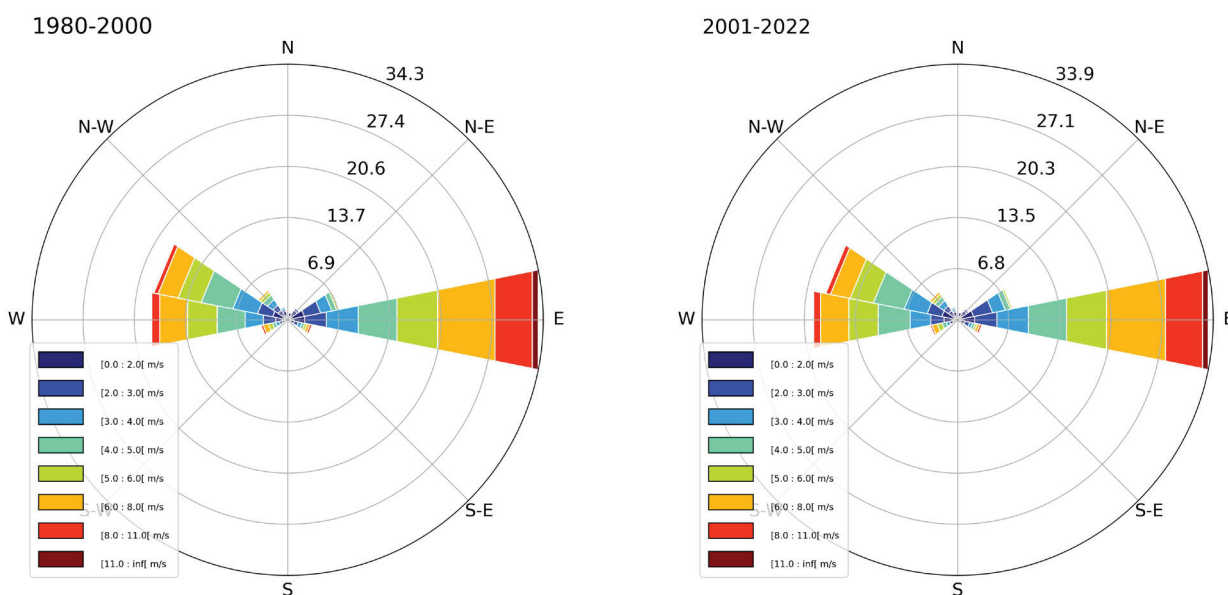 1980-2000
N
34.3
N-W
27.4
N-E
20.6
13.7
6.9
W
E
[0.0 : 2.0[ m/s
[2.0 : 3.0[ m/s
[3.0 : 4.0[ m/s
[4.0 : 5.0[ m/s
[5.0 : 6.0[ m/s
[6.0 : 8.0[ m/s
[8.0 : 11.0[ m/s
[11.0 : inf[ m/s
S-W
S-E
S
2001-2022
N
33.9
N-W
27.1
N-E
20.3
13.5
6.8
W
E
[0.0 : 2.0[ m/s
[2.0 : 3.0[ m/s
[3.0 : 4.0[ m/s
[4.0 : 5.0[ m/s
[5.0 : 6.0[ m/s
[6.0 : 8.0[ m/s
[8.0 : 11.0[ m/s
[11.0 : inf[ m/s
S-W
S-E
S